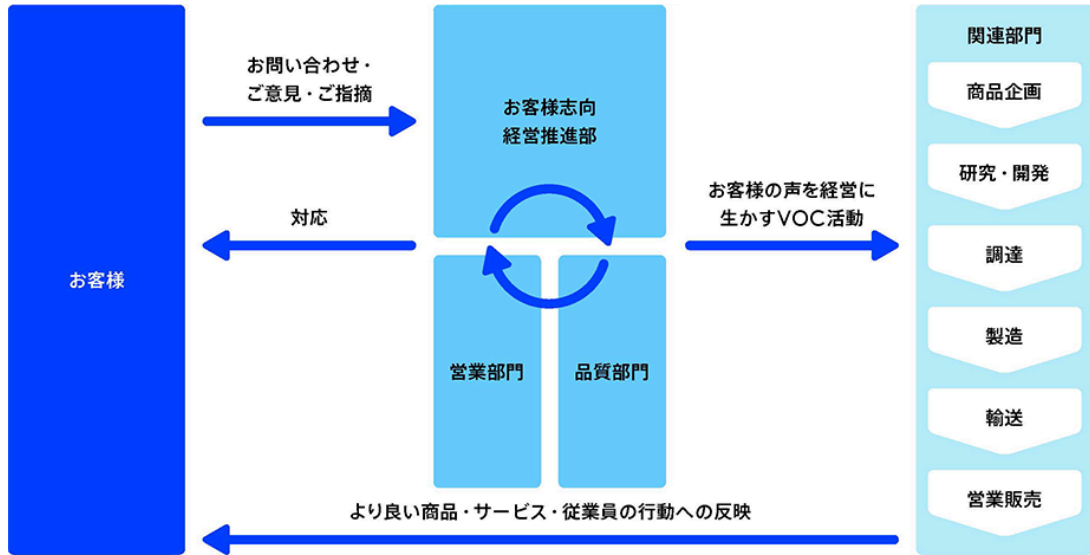 お客様
お問い合わせ・
ご意見・ご指摘
対応
お客様志向
経営推進部
営業部門
品質部門
お客様の声を経営に
生かすVOC活動
関連部門
商品企画
研究・開発
調達
製造
輸送
営業販売
より良い商品・サービス・従業員の行動への反映